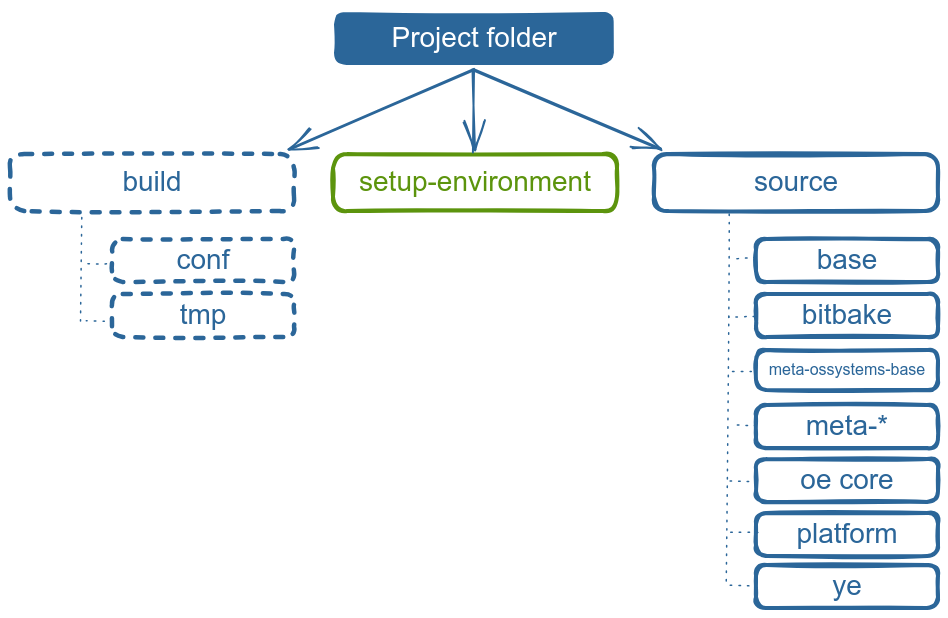 Project folder
build
setup-environment
source
conf
tmp
base
bitbake
meta-ossystems-base
meta-*
oe core
platform
ye